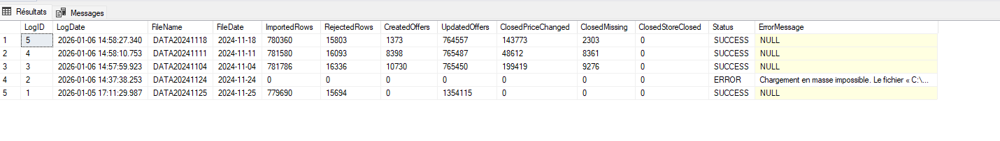 Résultats Messages
LogID LogDate FileName FileDate ImportedRows RejectedRows CreatedOffers UpdatedOffers ClosedPriceChanged ClosedMissing ClosedStoreClosed Status ErrorMessage
1 5 2026-01-06 14:58:27.340 DATA20241118 2024-11-18 780360 15803 1373 764557 143773 2303 0 SUCCESS NULL
2 4 2026-01-06 14:58:10.753 DATA20241111 2024-11-11 781580 16093 8398 765487 48612 8361 0 SUCCESS NULL
3 3 2026-01-06 14:57:59.923 DATA20241104 2024-11-04 781786 16336 10730 765450 199419 9276 0 SUCCESS NULL
4 2 2026-01-06 14:37:38.253 DATA20241124 2024-11-24 0 0 0 0 0 0 0 ERROR Chargement en masse impossible. Le fichier « C:\...
5 1 2026-01-05 17:11:29.987 DATA20241125 2024-11-25 779690 15694 0 1354115 0 0 0 SUCCESS NULL